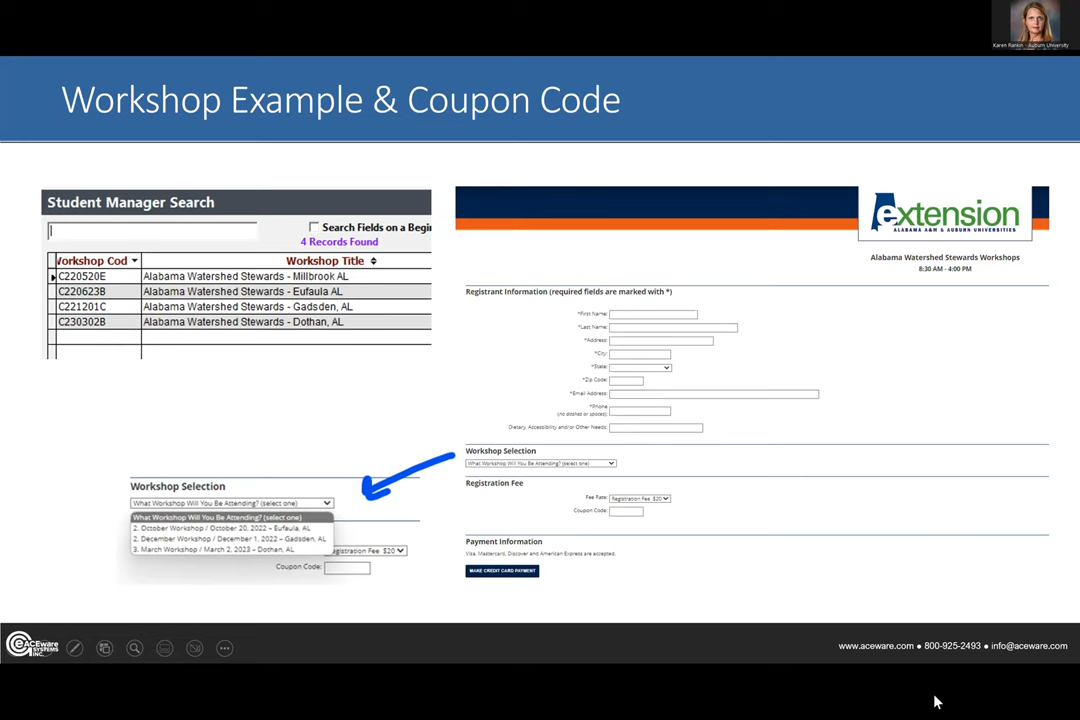 Karen Rankin - Auburn University
Workshop Example & Coupon Code
Student Manager Search
Search Fields on a Begi
4 Records Found
Workshop Cod
Workshop Title
C220520E Alabama Watershed Stewards - Millbrook AL
C220623B Alabama Watershed Stewards - Eufaula AL
C221201C Alabama Watershed Stewards - Gadsden, AL
C230302B Alabama Watershed Stewards - Dothan, AL
extension
ALABAMA A&M & AUBURN UNIVERSITIES
Alabama Watershed Stewards Workshops
8:30 AM - 4:00 PM
Registrant Information (required fields are marked with *)
*First Name:
*Last Name:
*Address:
*City:
*State:
*Zip Code:
*Email Address:
*Phone
(no dashes or spaces):
Dietary, Accessibility and/or Other Needs:
Workshop Selection
What Workshop Will You Be Attending? (select one)
Registration Fee
Fee Rate: Registration Fee $20
Coupon Code:
Payment Information
Visa, Mastercard, Discover and American Express are accepted.
MAKE CREDIT CARD PAYMENT
Workshop Selection
What Workshop Will You Be Attending? (select one)
What Workshop Will You Be Attending? (select one)
2. October Workshop / October 20, 2022 – Eufaula, AL
2. December Workshop / December 1, 2022 – Gadsden, AL
3. March Workshop / March 2, 2023 – Dothan, AL
egistration Fee $20
Coupon Code:
ACEware
SYSTEMS
INC.
www.aceware.com ● 800-925-2493 ● info@aceware.com